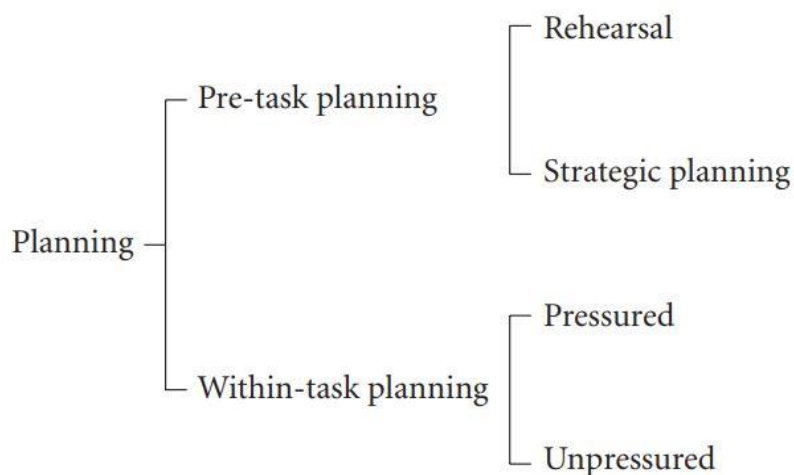 Rehearsal
Pre-task planning
Strategic planning
Planning
Pressured
Within-task planning
Unpressured